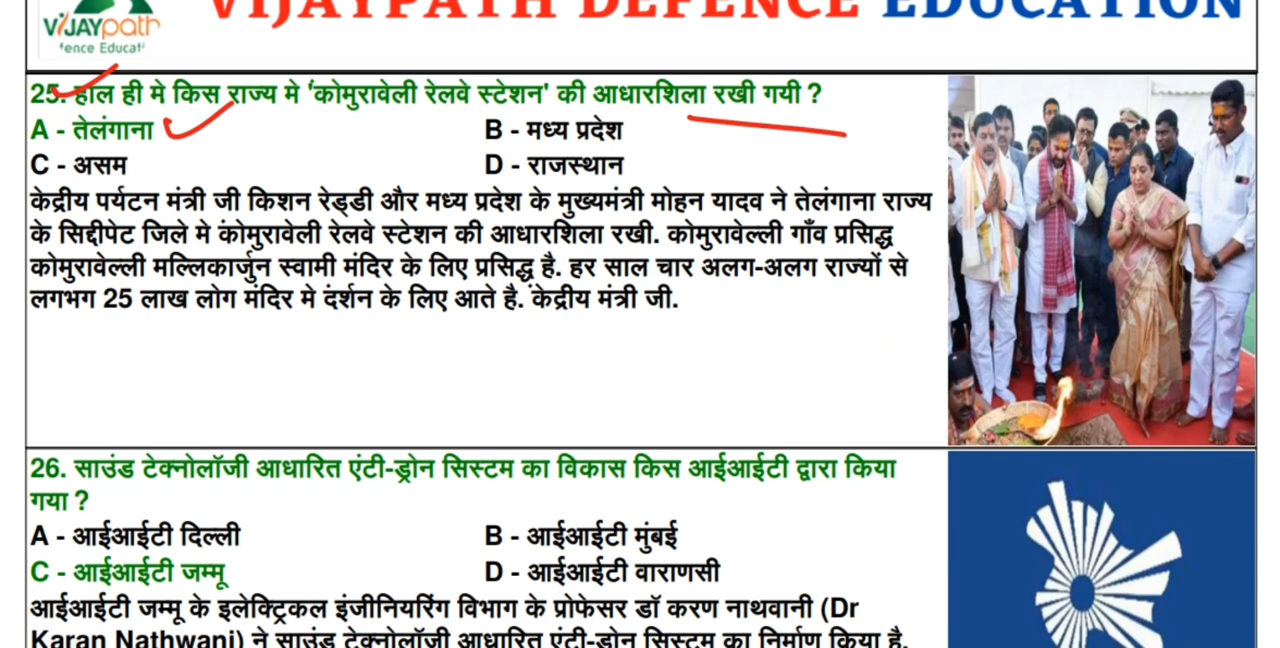 VIJAYPATH DEFENCE EDUCATION
VIJAYpath
fence Educati
25. हाल ही मे किस राज्य मे 'कोमुरावेली रेलवे स्टेशन' की आधारशिला रखी गयी ?
A - तेलंगाना
B - मध्य प्रदेश
C - असम
D - राजस्थान
केंद्रीय पर्यटन मंत्री जी किशन रेड्डी और मध्य प्रदेश के मुख्यमंत्री मोहन यादव ने तेलंगाना राज्य
के सिद्दीपेट जिले मे कोमुरावेली रेलवे स्टेशन की आधारशिला रखी. कोमुरावेल्ली गाँव प्रसिद्ध
कोमुरावेल्ली मल्लिकार्जुन स्वामी मंदिर के लिए प्रसिद्ध है. हर साल चार अलग-अलग राज्यों से
लगभग 25 लाख लोग मंदिर मे दर्शन के लिए आते है. केंद्रीय मंत्री जी.
26. साउंड टेक्नोलॉजी आधारित एंटी-ड्रोन सिस्टम का विकास किस आईआईटी द्वारा किया
गया ?
A - आईआईटी दिल्ली
B - आईआईटी मुंबई
C - आईआईटी जम्मू
D - आईआईटी वाराणसी
आईआईटी जम्मू के इलेक्ट्रिकल इंजीनियरिंग विभाग के प्रोफेसर डॉ करण नाथवानी (Dr
Karan Nathwani) ने साउंड टेक्नोलॉजी आधारित एंटी-ड्रोन सिस्टम का निर्माण किया है.